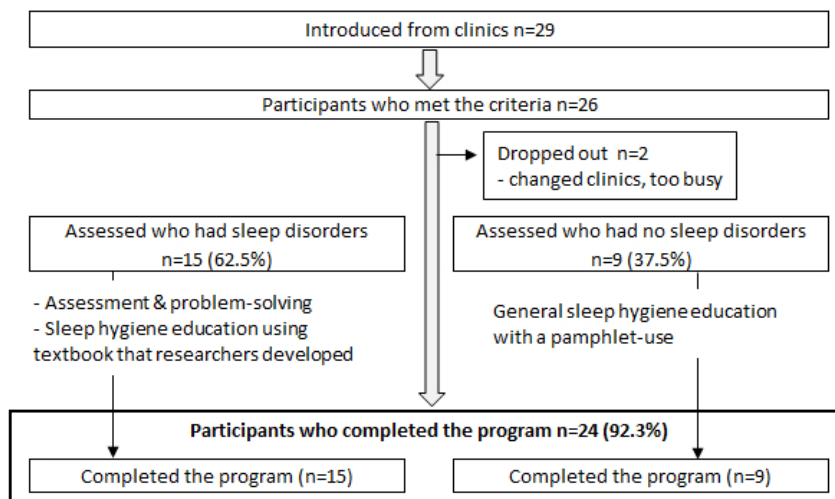 Introduced from clinics n=29
Participants who met the criteria n=26
Dropped out n=2
- changed clinics, too busy
Assessed who had sleep disorders
n=15 (62.5%)
Assessed who had no sleep disorders
n=9 (37.5%)
- Assessment & problem-solving
- Sleep hygiene education using
textbook that researchers developed
General sleep hygiene education
with a pamphlet-use
Participants who completed the program n=24 (92.3%)
Completed the program (n=15)
Completed the program (n=9)